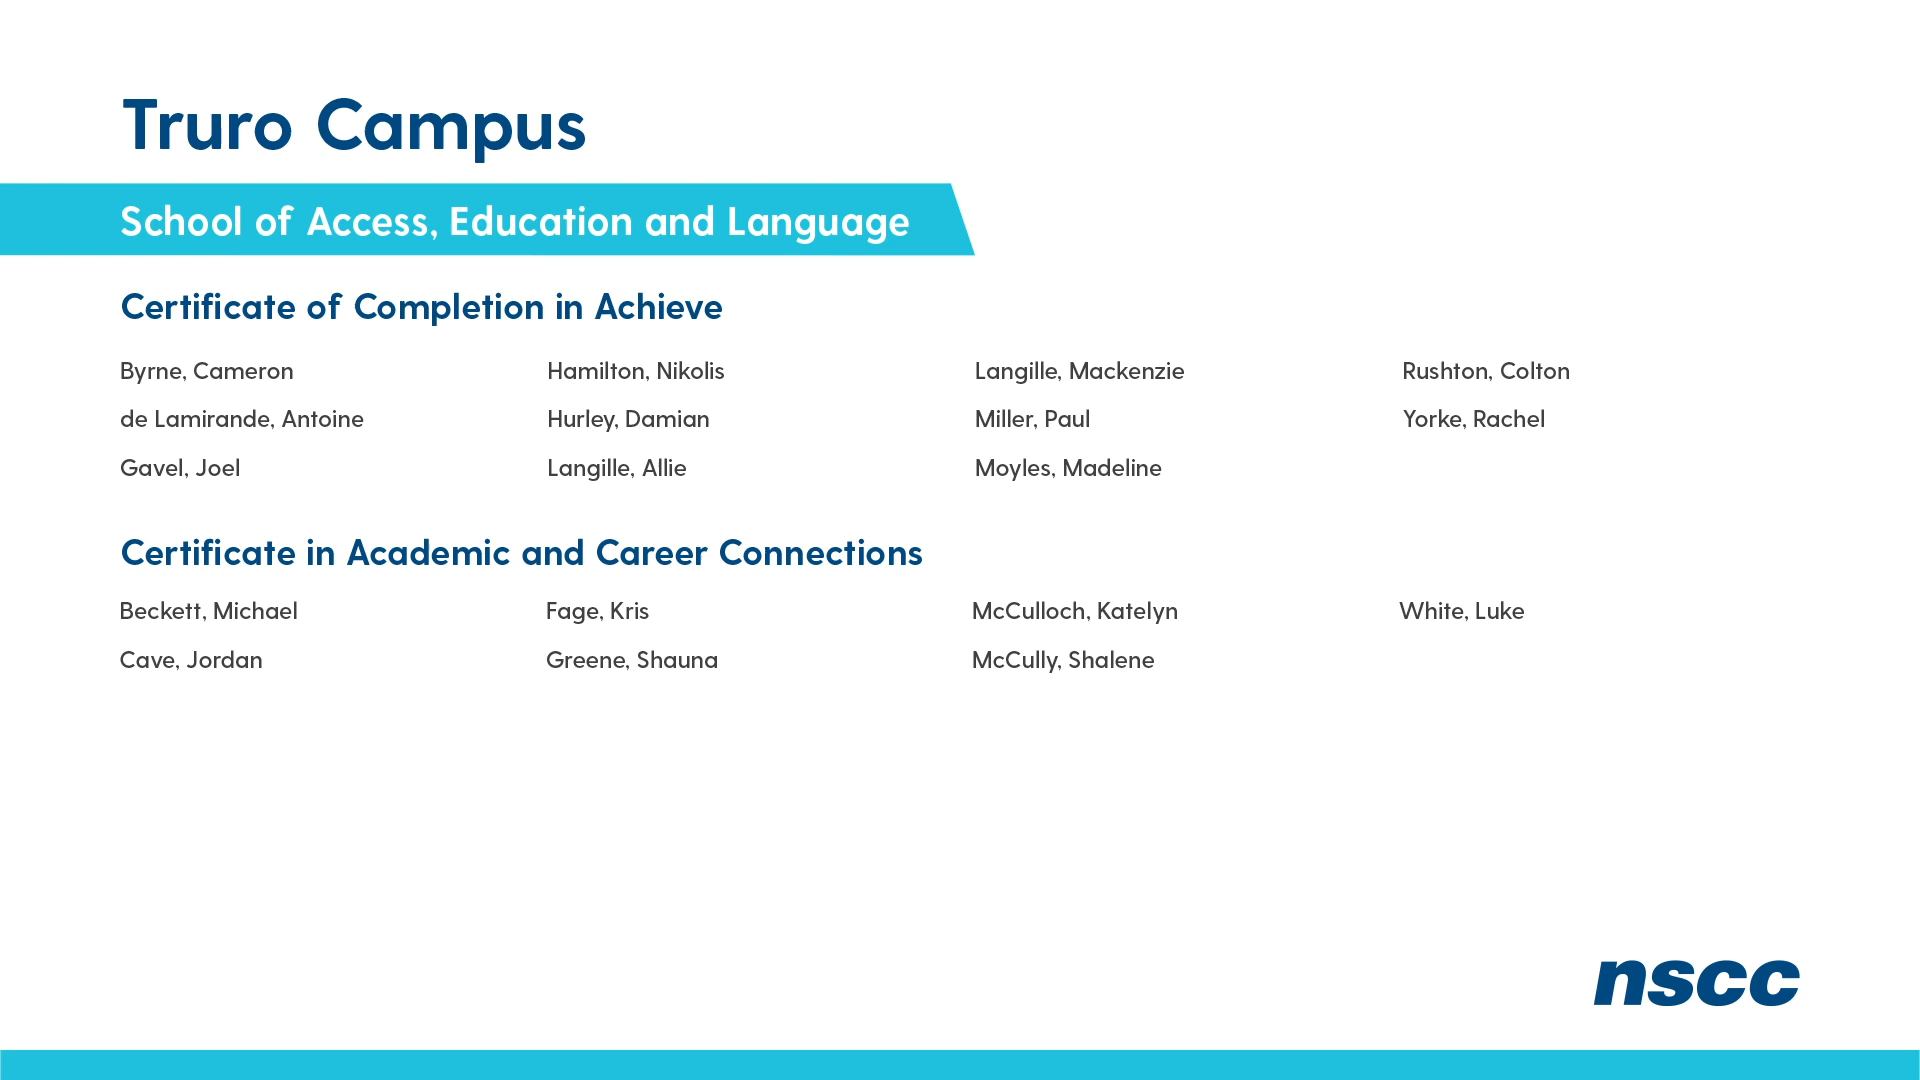 Truro Campus
School of Access, Education and Language
Certificate of Completion in Achieve
Byrne, Cameron
de Lamirande, Antoine
Gavel, Joel
Hamilton, Nikolis
Hurley, Damian
Langille, Allie
Langille, Mackenzie
Miller, Paul
Moyles, Madeline
Rushton, Colton
Yorke, Rachel
Certificate in Academic and Career Connections
Beckett, Michael
Cave, Jordan
Fage, Kris
Greene, Shauna
McCulloch, Katelyn
McCully, Shalene
White, Luke
nscc